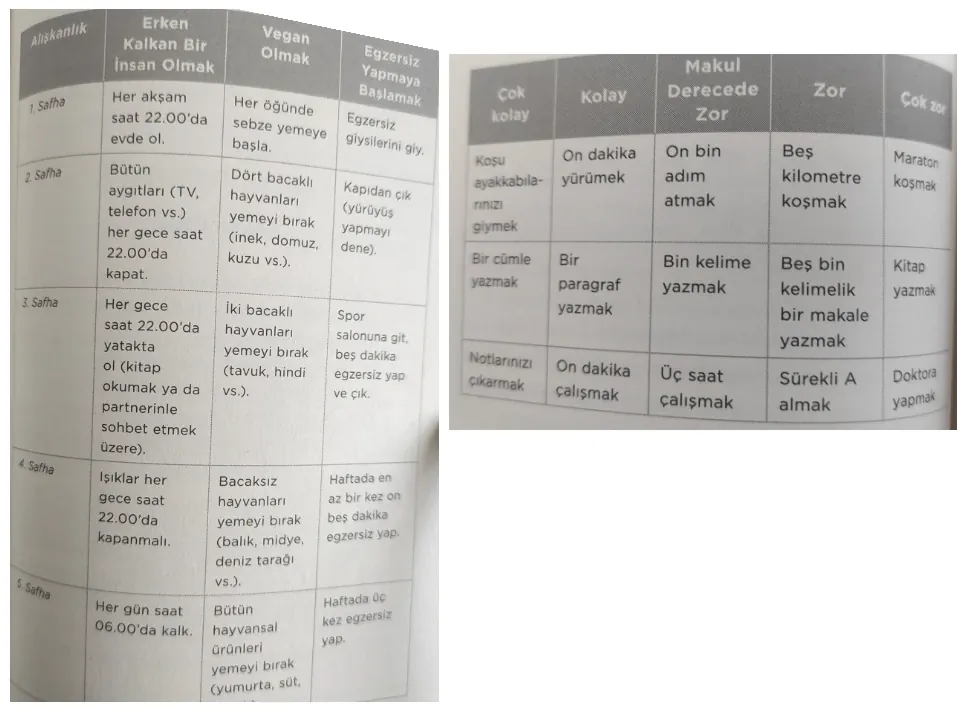 Alışkanlık
Erken
Kalkan Bir
İnsan Olmak
Vegan
Olmak
Egzersiz
Yapmaya
Başlamak
1. Safha
Her akşam
saat 22.00'da
evde ol.
Her öğünde
sebze yemeye
başla.
Egzersiz
giysilerini giy.
2. Safha
Bütün
aygıtları (TV,
telefon vs.)
her gece saat
22.00'da
kapat.
Dört bacaklı
hayvanları
yemeyi bırak
(inek, domuz,
kuzu vs.).
Kapıdan çık
(yürüyüş
yapmayı
dene).
3. Safha
Her gece
saat 22.00'da
yatakta
ol (kitap
okumak ya da
partnerinle
sohbet etmek
üzere).
İki bacaklı
hayvanları
yemeyi bırak
(tavuk, hindi
vs.).
Spor
salonuna git,
beş dakika
egzersiz yap
ve çık.
4. Safha
Işıklar her
gece saat
22.00'da
kapanmalı.
Bacaksız
hayvanları
yemeyi bırak
(balık, midye,
deniz tarağı
vs.).
Haftada en
az bir kez on
beş dakika
egzersiz yap.
5. Safha
Her gün saat
06.00'da kalk.
Bütün
hayvansal
ürünleri
yemeyi bırak
(yumurta, süt,
Haftada üç
kez egzersiz
yap.
Çok
kolay
Kolay
Makul
Derecede
Zor
Zor
Çok zor
Koşu
ayakkabıla-
rınızı
giymek
On dakika
yürümek
On bin
adım
atmak
Beş
kilometre
koşmak
Maraton
koşmak
Bir cümle
yazmak
Bir
paragraf
yazmak
Bin kelime
yazmak
Beş bin
kelimelik
bir makale
yazmak
Kitap
yazmak
Notlarınızı
çıkarmak
On dakika
çalışmak
Üç saat
çalışmak
Sürekli A
almak
Doktora
yapmak